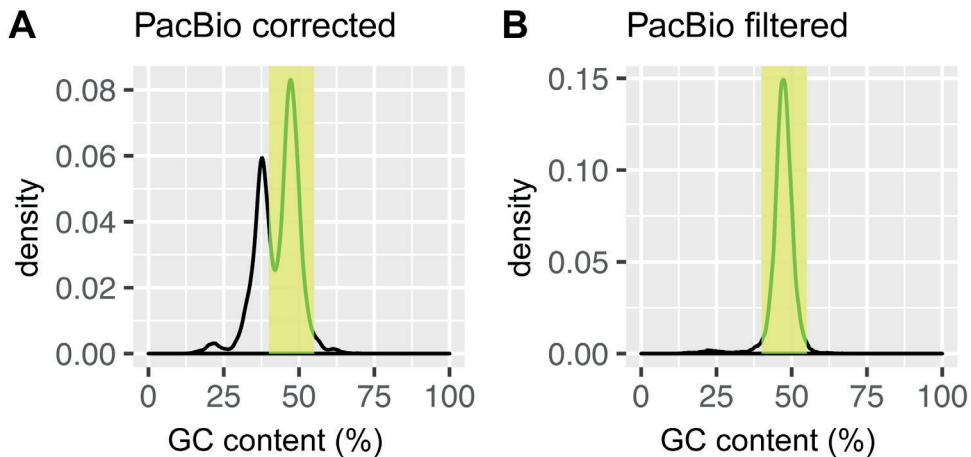 A PacBio corrected
density
0.08
0.06
0.04
0.02
0.00
0 25 50 75 100
GC content (%)
B PacBio filtered
density
0.15
0.10
0.05
0.00
0 25 50 75 100
GC content (%)